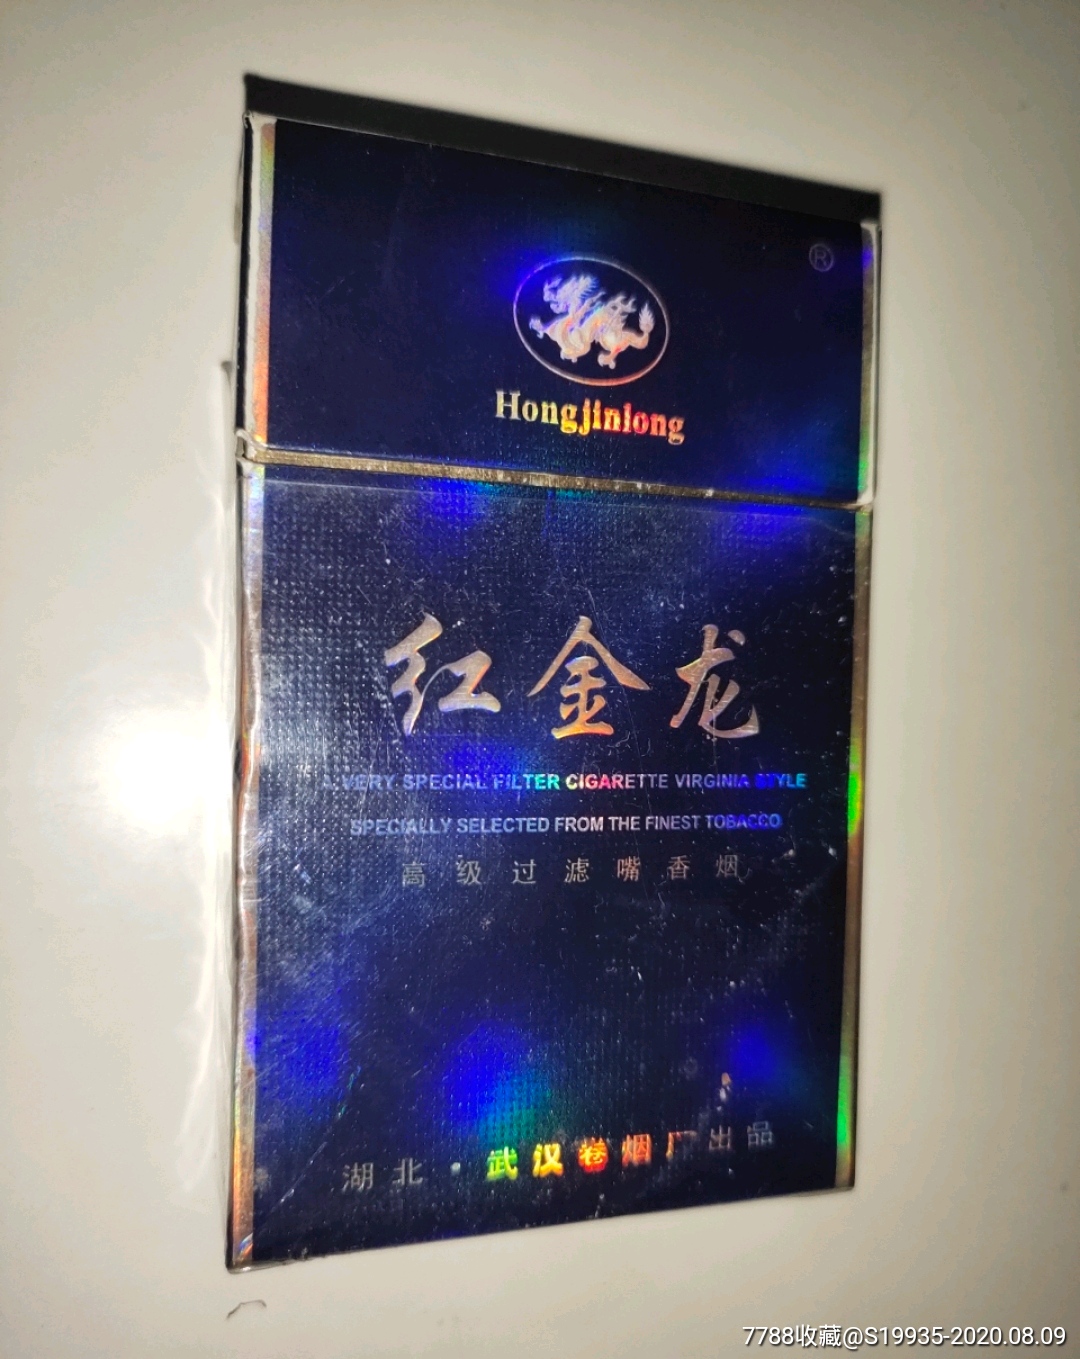 ®
Hongjinlong
红金龙
A VERY SPECIAL FILTER CIGARETTE VIRGINIA STYLE
SPECIALLY SELECTED FROM THE FINEST TOBACCO
高级过滤嘴香烟
湖北·武汉卷烟厂出品
7788收藏@S19935-2020.08.09